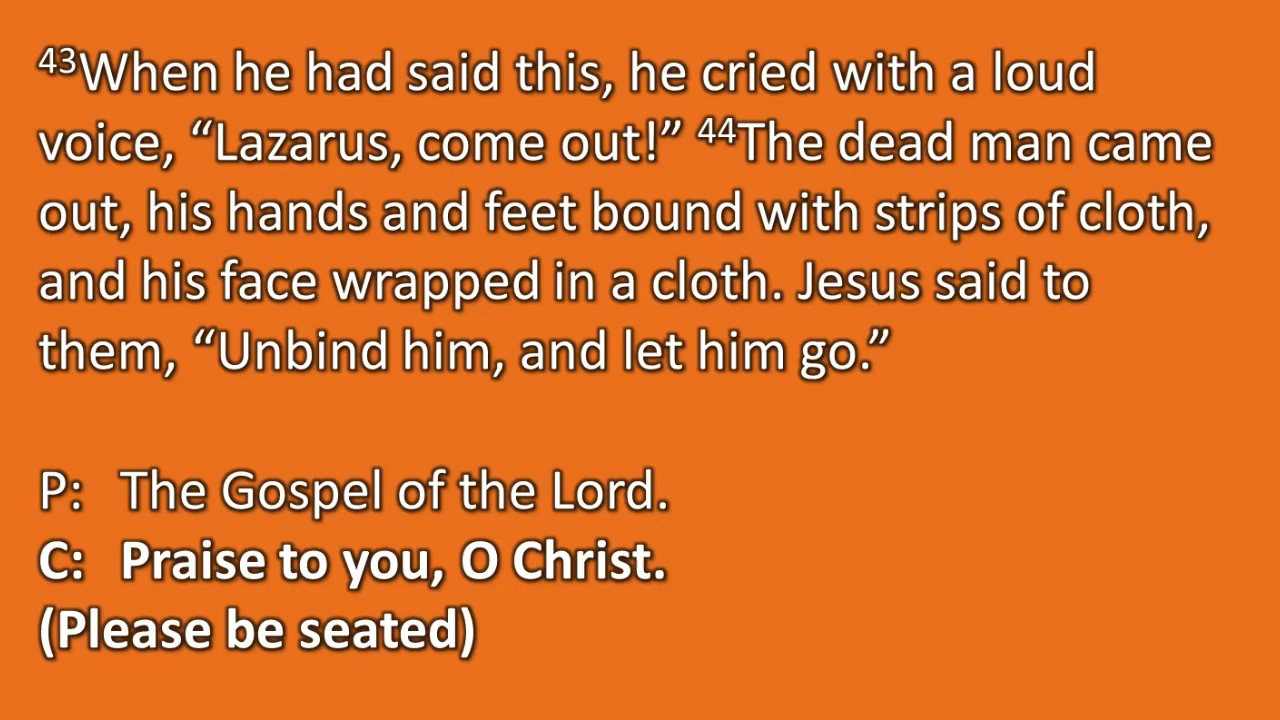 43When he had said this, he cried with a loud
voice, “Lazarus, come out!” 44The dead man came
out, his hands and feet bound with strips of cloth,
and his face wrapped in a cloth. Jesus said to
them, “Unbind him, and let him go.”
P: The Gospel of the Lord.
C: Praise to you, O Christ.
(Please be seated)